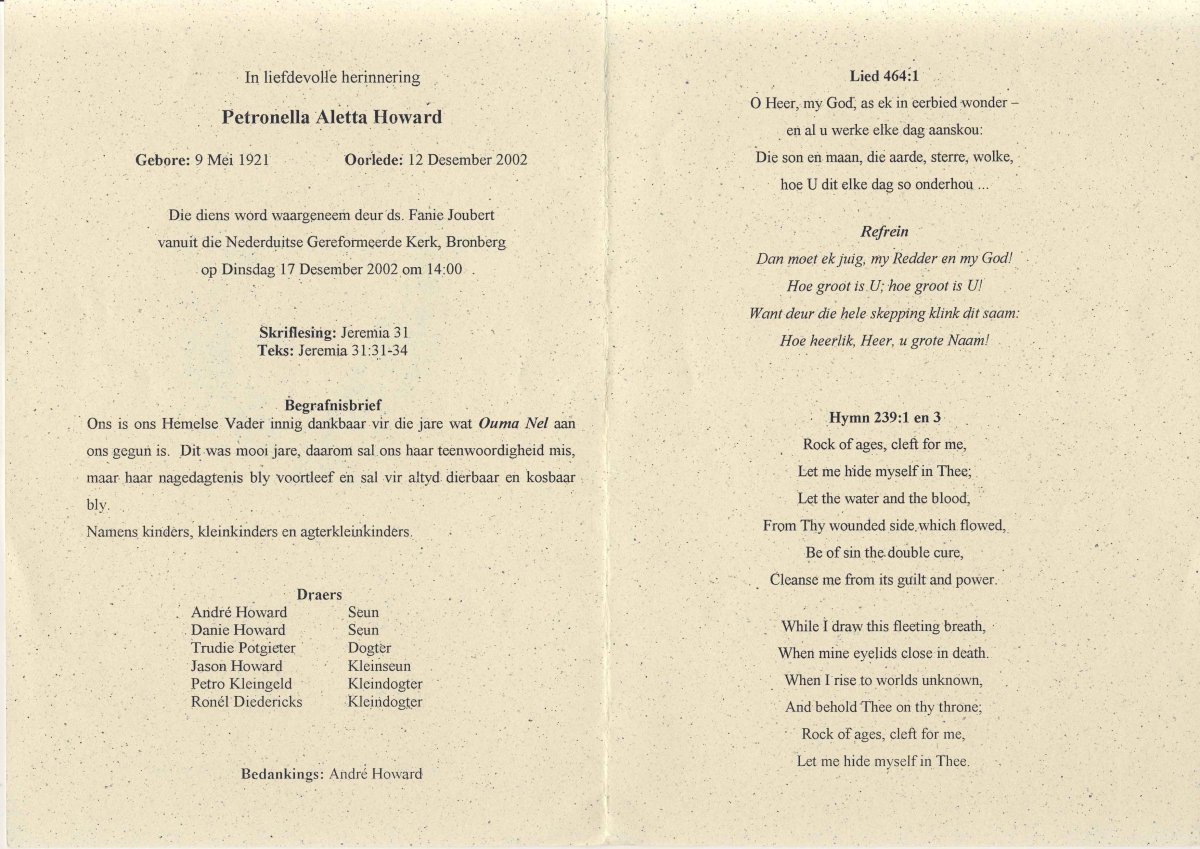 In liefdevolle herinnering
Petronella Aletta Howard
Gebore: 9 Mei 1921 Oorlede: 12 Desember 2002
Die diens word waargeneem deur ds. Fanie Joubert
vanuit die Nederduitse Gereformeerde Kerk, Bronberg
op Dinsdag 17 Desember 2002 om 14:00 .
Skriflesing: Jeremia 31
Teks: Jeremia 31:31-34
Begrafnisbrief
Ons is ons Hemelse Vader innig dankbaar vir die jare wat Ouma Nel aan
ons gegun is. Dit was mooi jare, daarom sal ons haar teenwoordigheid mis,
maar haar nagedagtenis bly voortleef en sal vir altyd dierbaar en kosbaar
bly.
Namens kinders, kleinkinders en agterkleinkinders.
Draers
André Howard Seun
Danie Howard Seun
Trudie Potgieter Dogter
Jason Howard Kleinseun
Petro Kleingeld Kleindogter
Ronél Diedericks Kleindogter
Bedankings: André Howard
Lied 464:1
O Heer, my God, as ek in eerbied wonder –
en al u werke elke dag aanskou:
Die son en maan, die aarde, sterre, wolke,
hoe U dit elke dag so onderhou ...
Refrein
Dan moet ek juig, my Redder en my God!
Hoe groot is U; hoe groot is U!
Want deur die hele skepping klink dit saam:
Hoe heerlik, Heer, u grote Naam!
Hymn 239:1 en 3
Rock of ages, cleft for me,
Let me hide myself in Thee;
Let the water and the blood,
From Thy wounded side which flowed,
Be of sin the double cure,
Cleanse me from its guilt and power.
While I draw this fleeting breath,
When mine eyelids close in death.
When I rise to worlds unknown,
And behold Thee on thy throne;
Rock of ages, cleft for me,
Let me hide myself in Thee.